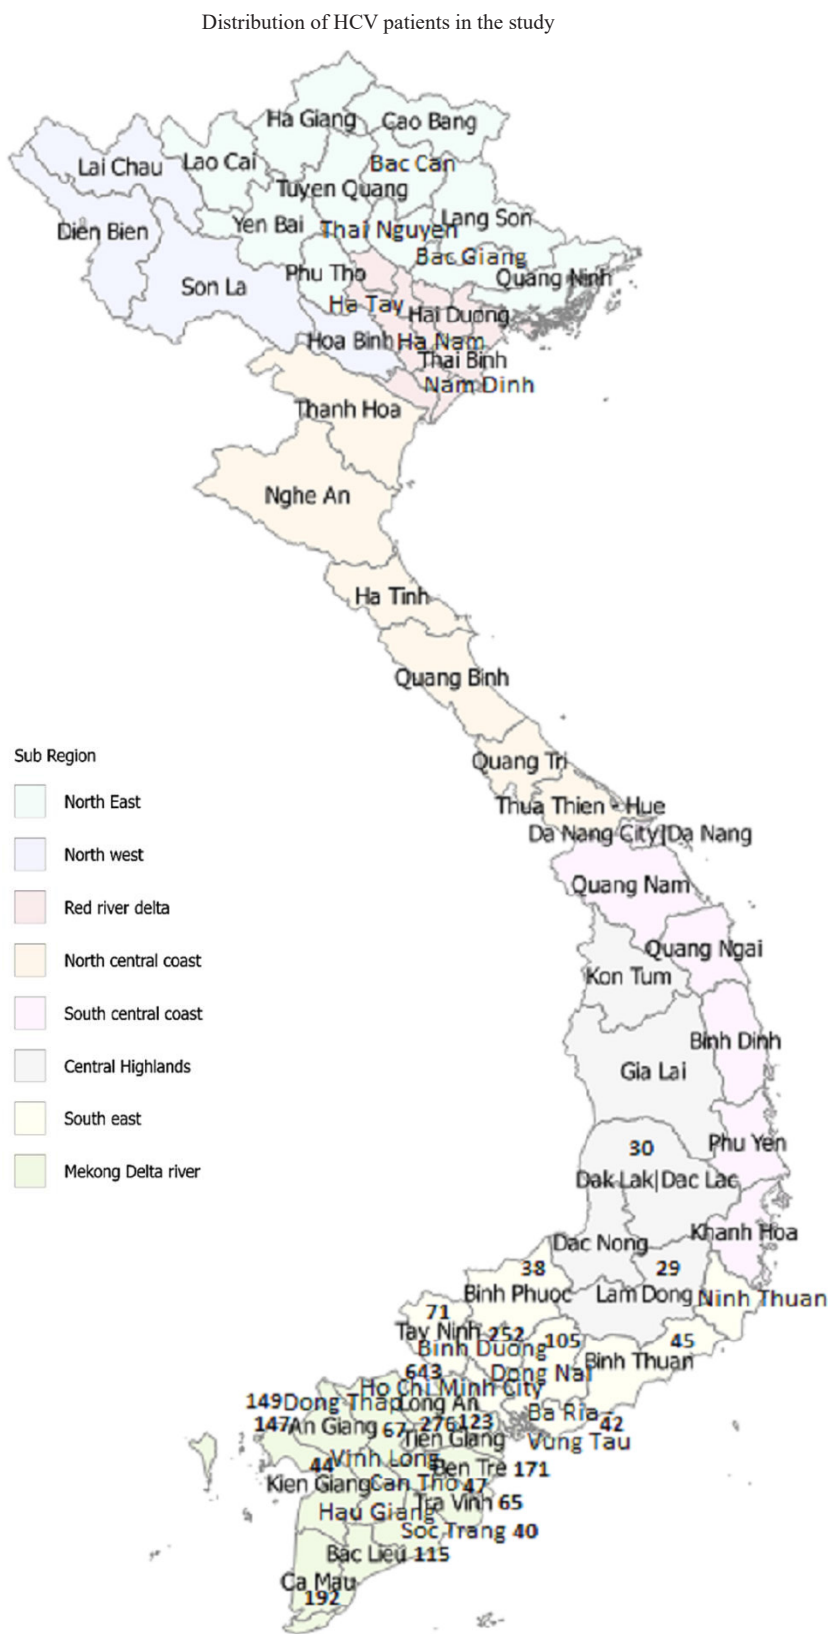 Distribution of HCV patients in the study
Ha Giang
Cao Bang
Lai Chau
Lao Cai
Bac Can
Tuyen Quang
Dien Bien
Yen Bai
Thai Nguyen
Lang Son
Bac Giang
Son La
Phu Tho
Quang Ninh
Ha Tay
Hai Duong
Hoa Binh
Ha Nam
Thai Binh
Nam Dinh
Thanh Hoa
Nghe An
Ha Tinh
Quang Binh
Quang Tri
Thua Thien - Hue
Da Nang City|Da Nang
Quang Nam
Quang Ngai
Kon Tum
Binh Dinh
Gia Lai
30
Phu Yen
Dak Lak|Dac Lac
Khanh Hoa
Dac Nong
38
29
Binh Phuoc
Lam Dong
Ninh Thuan
71
Tay Ninh 252
105
45
Binh Duong
Binh Thuan
643
Dong Nai
Ho Chi Minh City
149 Dong Thap
Long An
Ba Ria -
42
147 An Giang 67
276
123
Tien Giang
Vung Tau
Vinh Long
44
Ben Tre 171
Kien Giang
Can Tho 47
Tra Vinh 65
Hau Giang
Soc Trang 40
Bac Lieu 115
Ca Mau
192
Sub Region
North East
North west
Red river delta
North central coast
South central coast
Central Highlands
South east
Mekong Delta river